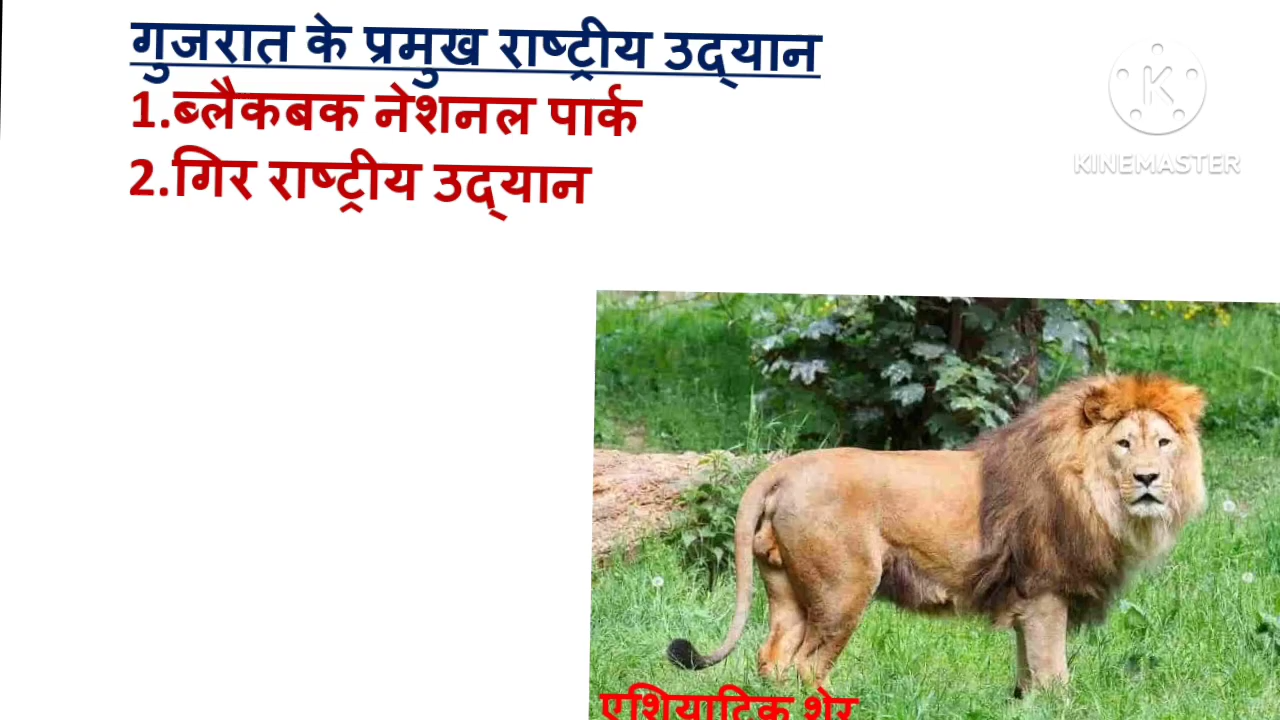 गुजरात के प्रमुख राष्ट्रीय उद्यान
1.ब्लैकबक नेशनल पार्क
2.गिर राष्ट्रीय उद्यान
K
KINEMASTER
एशियाटिक शेर